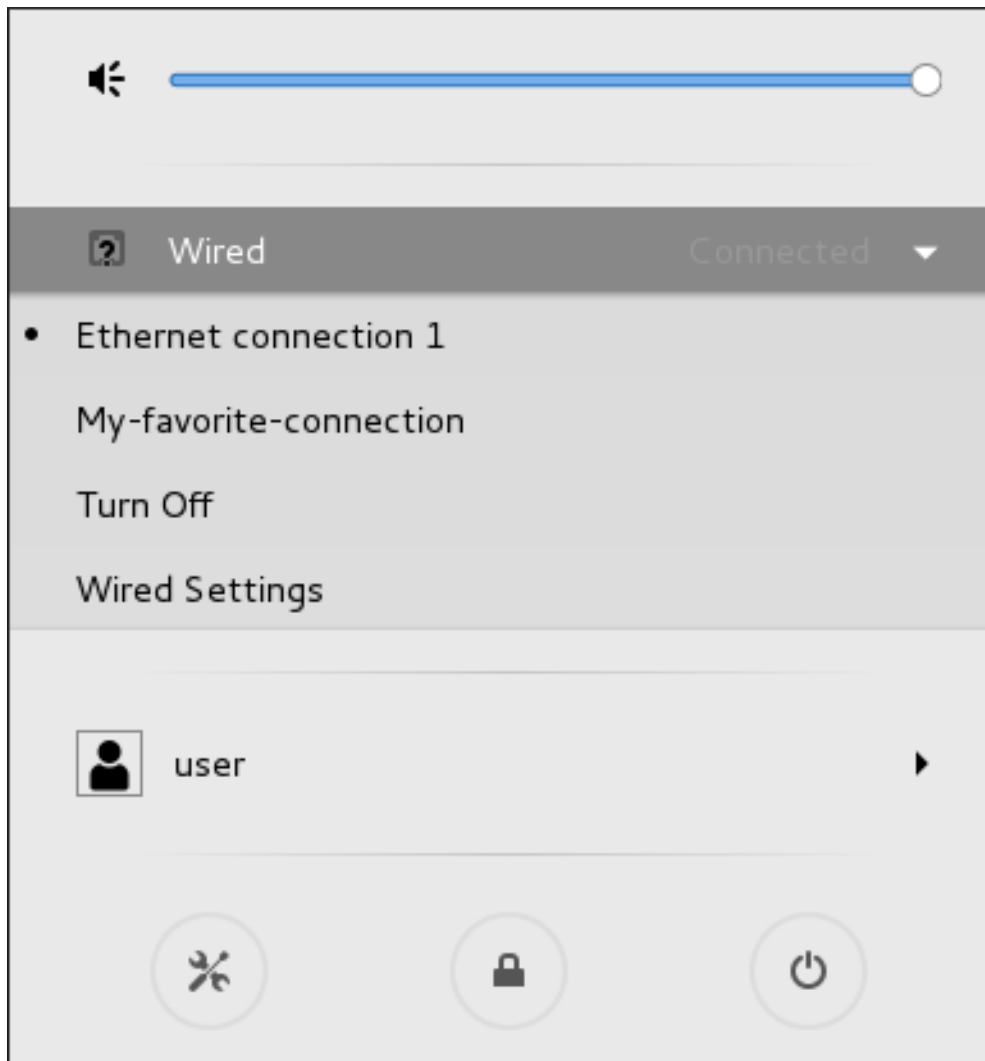 Wired Connected
Ethernet connection 1
My-favorite-connection
Turn Off
Wired Settings
user